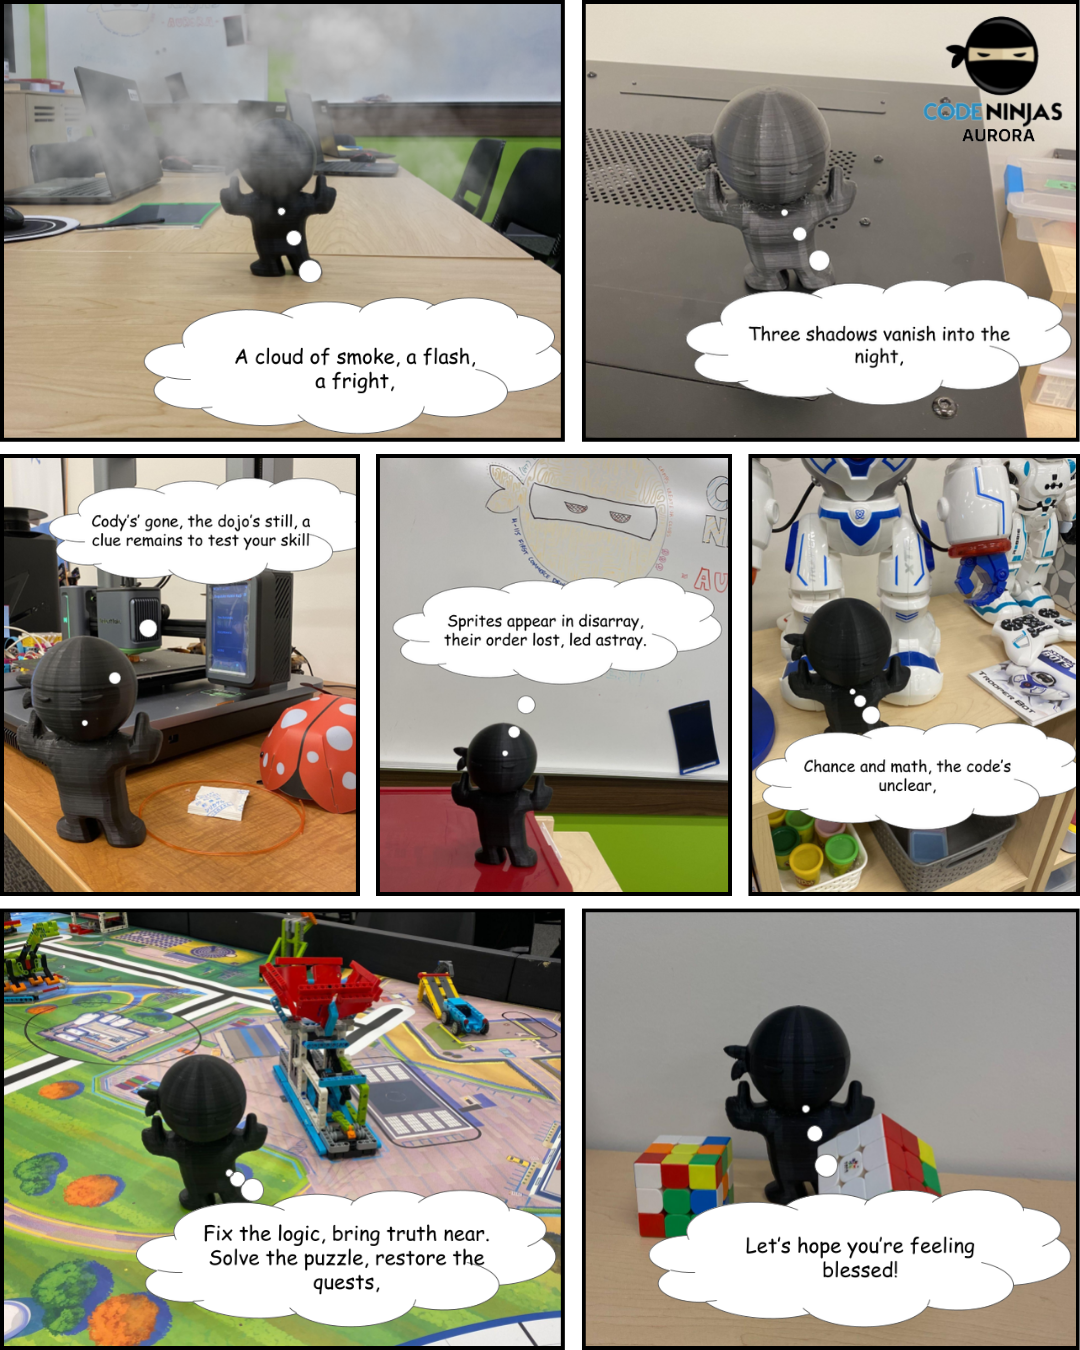 CODE NINJAS
AURORA
A cloud of smoke, a flash,
a fright,
Three shadows vanish into the
night,
Cody's' gone, the dojo's still, a
clue remains to test your skill
AU
Sprites appear in disarray,
their order lost, led astray.
TROOPER BOT
Chance and math, the code's
unclear,
Fix the logic, bring truth near.
Solve the puzzle, restore the
quests,
Let's hope you're feeling
blessed!